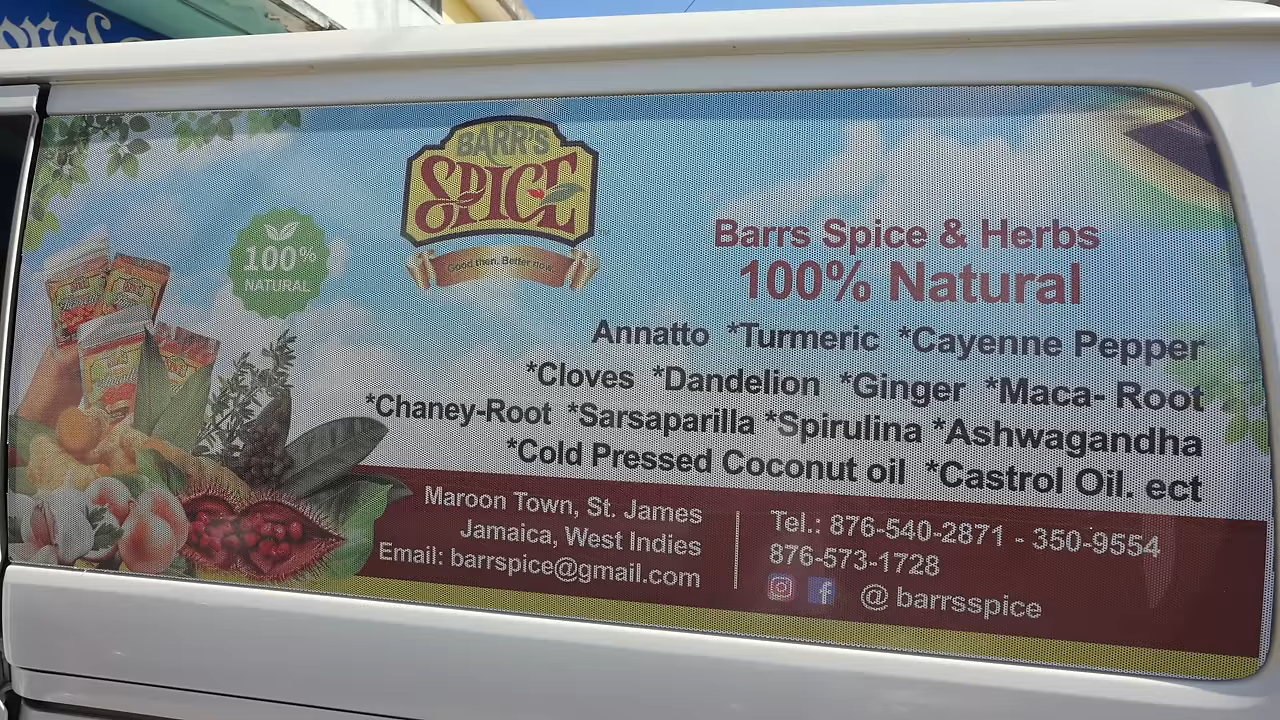 BARR'S
SPICE
Good then, Better now.
100%
NATURAL
Barrs Spice & Herbs
100% Natural
Annatto *Turmeric *Cayenne Pepper
*Cloves *Dandelion *Ginger *Maca- Root
*Chaney-Root *Sarsaparilla *Spirulina *Ashwagandha
*Cold Pressed Coconut oil *Castrol Oil. ect
Maroon Town, St. James
Jamaica, West Indies
Email: barrspice@gmail.com
Tel.: 876-540-2871 - 350-9554
876-573-1728
@ barrsspice